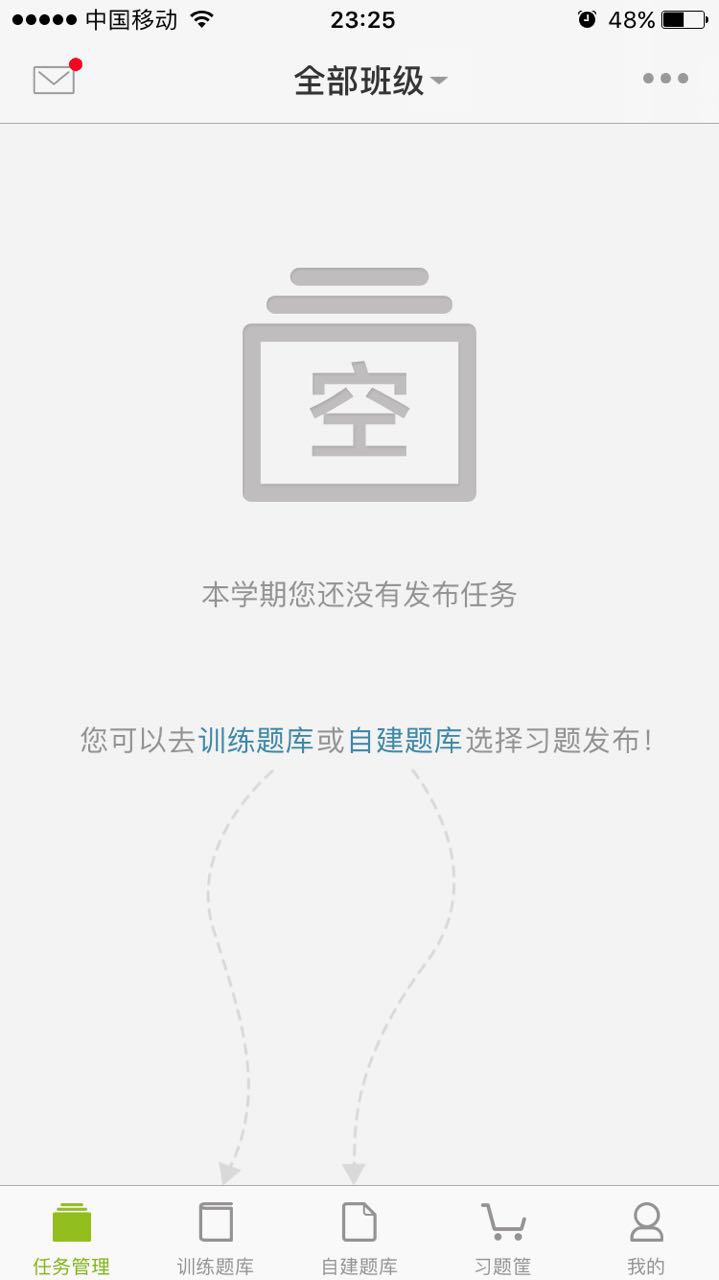 中国移动 23:25 48%
全部班级
空
本学期您还没有发布任务
您可以去训练题库或自建题库选择习题发布!
任务管理 训练题库 自建题库 习题筐 我的